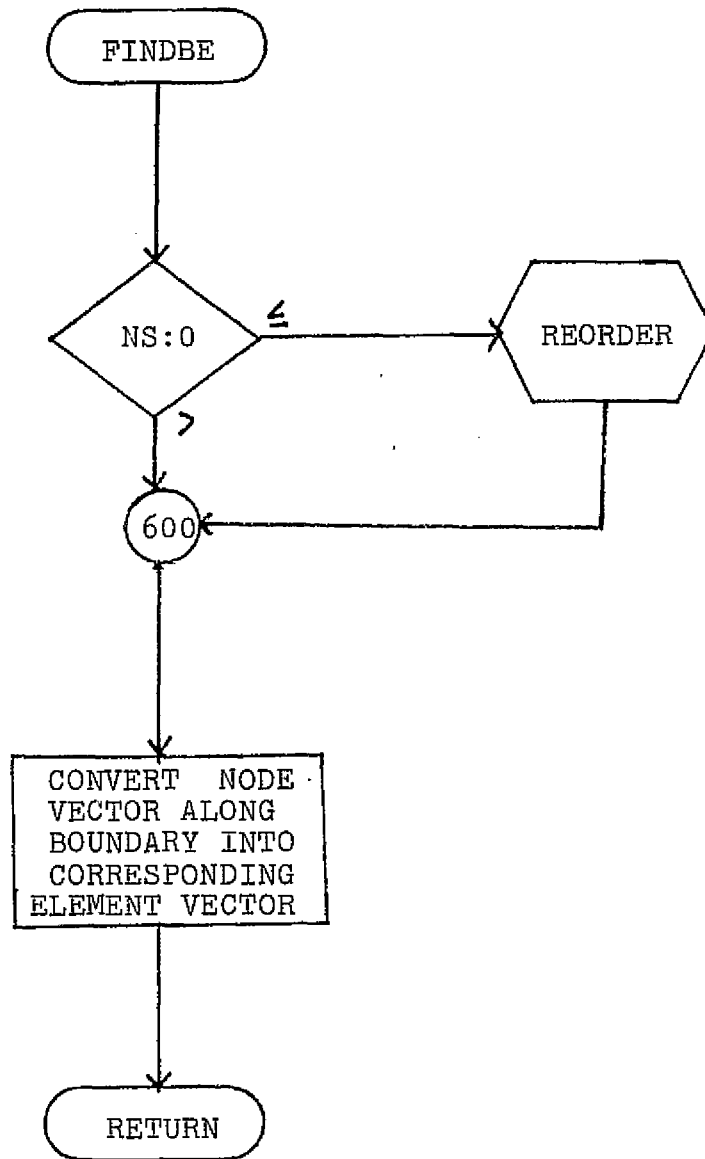 FINDBE
NS:0
≤
REORDER
>
600
CONVERT NODE
VECTOR ALONG
BOUNDARY INTO
CORRESPONDING
ELEMENT VECTOR
RETURN